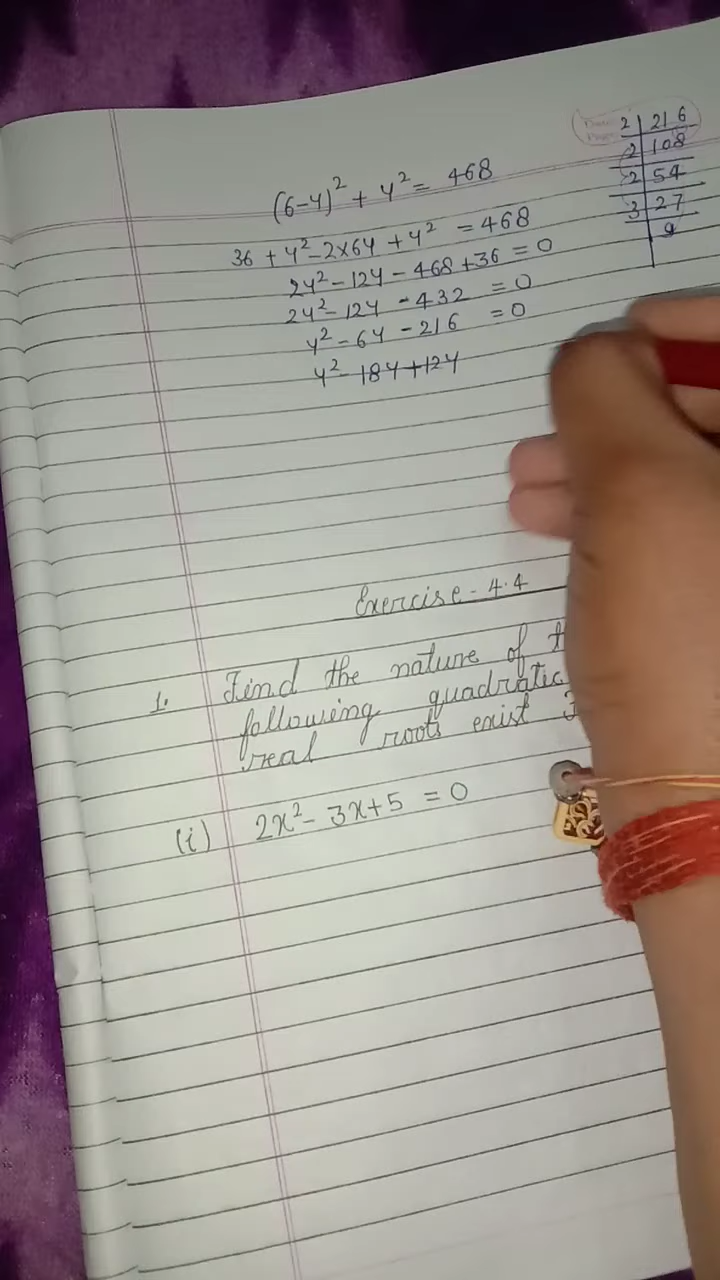 (6-y)² + y² = 468
36 + y² - 2×6y + y² = 468
2y² - 12y - 468 + 36 = 0
2y² - 12y - 432 = 0
y² - 6y - 216 = 0
y² - 18y + 12y
2 | 216
2 | 108
2 | 54
3 | 27
9
Exercise - 4.4
1. Find the nature of
following quadratic
real roots exist
(i) 2x² - 3x + 5 = 0